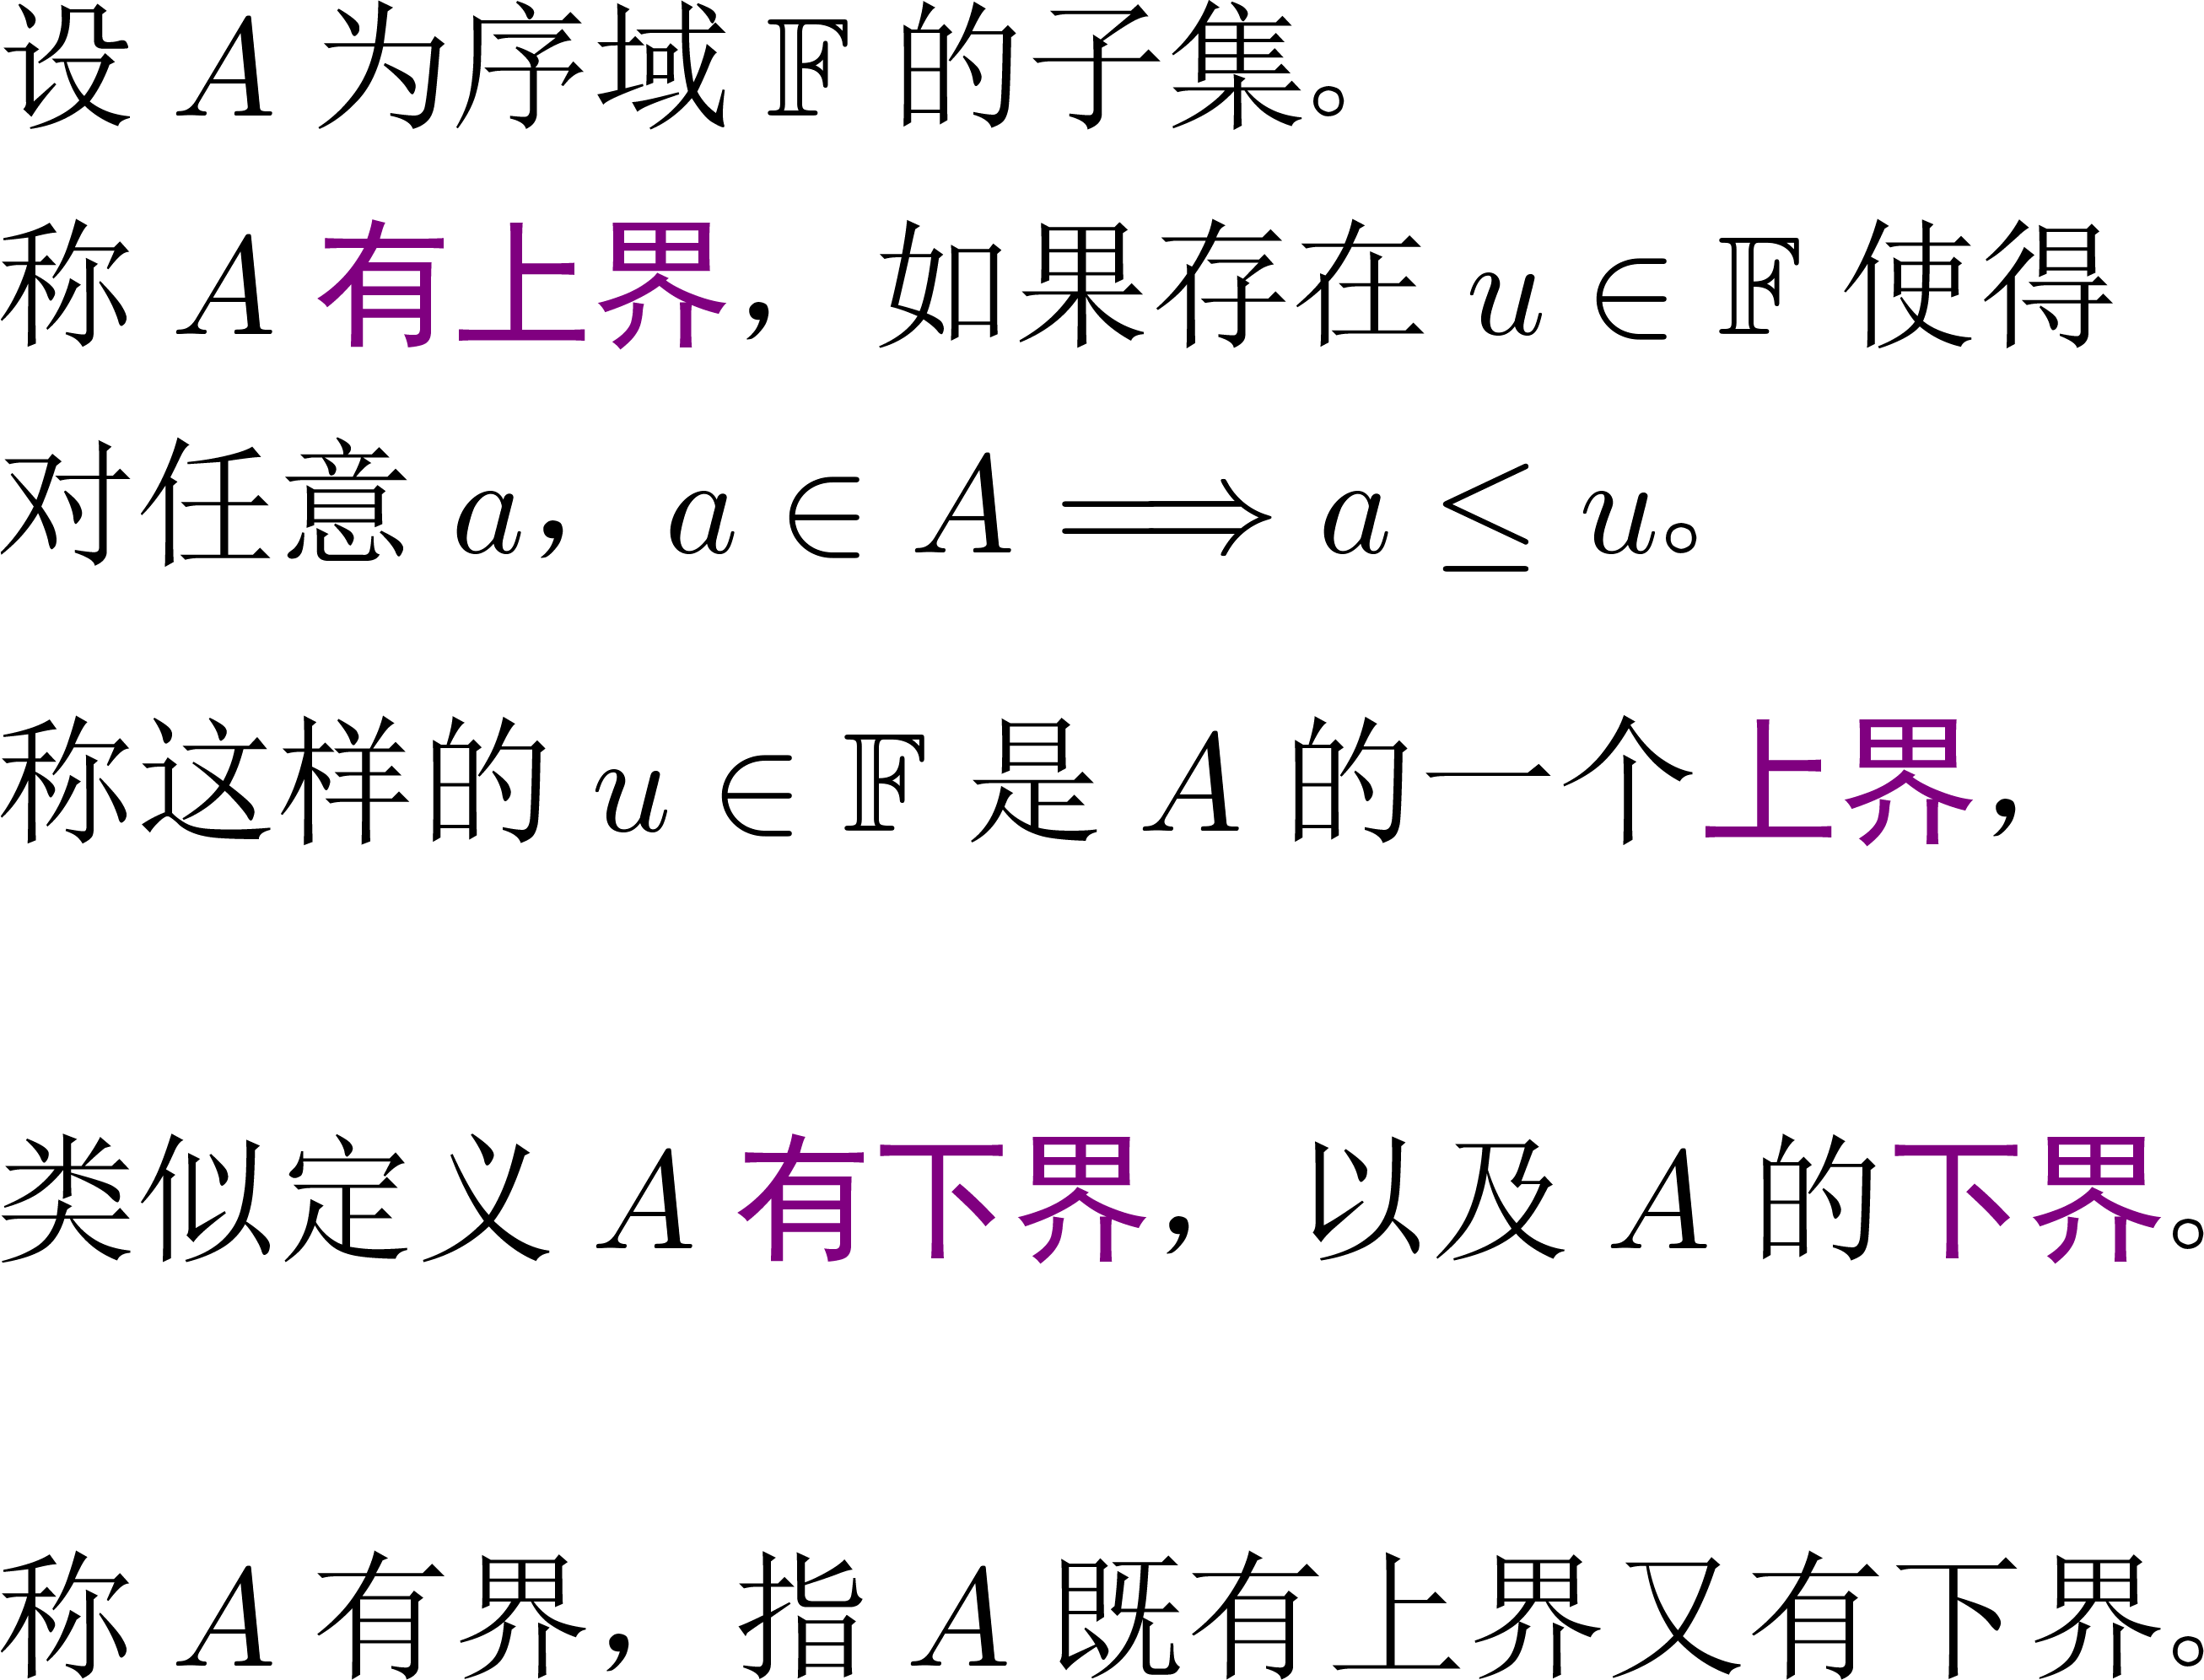 设 A 为序域 𝔽 的子集。
称 A 有上界，如果存在 u ∈ 𝔽 使得
对任意 a，a ∈ A ⟹ a ≤ u。
称这样的 u ∈ 𝔽 是 A 的一个上界，
类似定义 A 有下界，以及 A 的下界。
称 A 有界，指 A 既有上界又有下界。